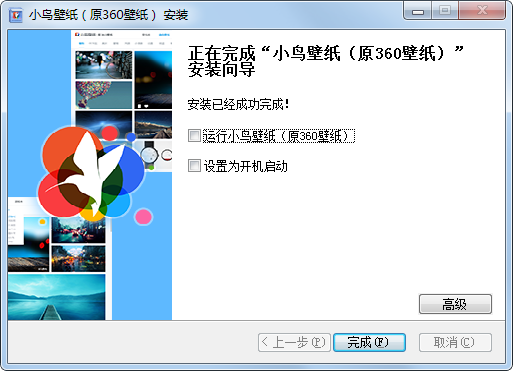 小鸟壁纸（原360壁纸） 安装
正在完成“小鸟壁纸（原360壁纸）”
安装向导
安装已经成功完成！
运行小鸟壁纸（原360壁纸）
设置为开机启动
高级
< 上一步(P)
完成(F)
取消(C)